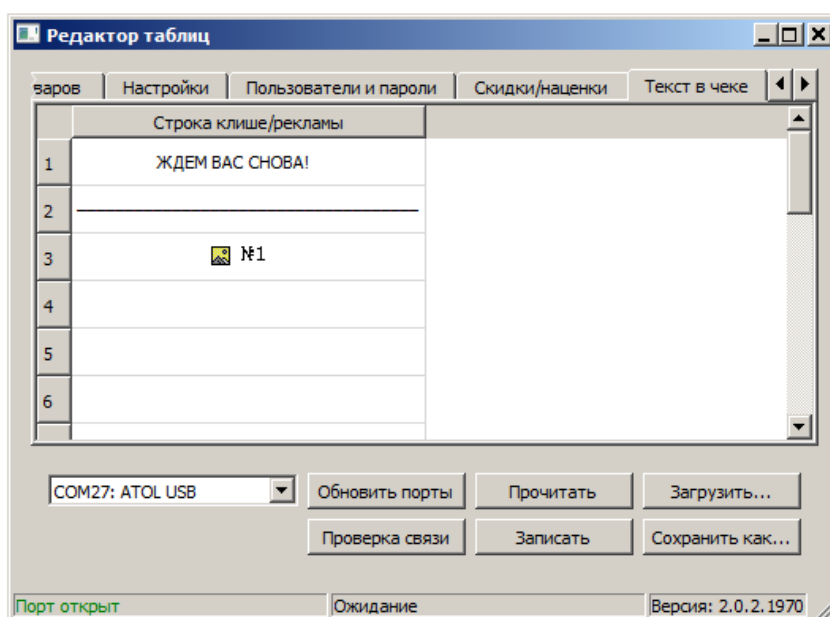 Редактор таблиц
варов Настройки Пользователи и пароли Скидки/наценки Текст в чеке
Строка клише/рекламы
1 ЖДЕМ ВАС СНОВА!
2
3 №1
4
5
6
COM27: ATOL USB Обновить порты Прочитать Загрузить...
Проверка связи Записать Сохранить как...
Порт открыт Ожидание Версия: 2.0.2.1970